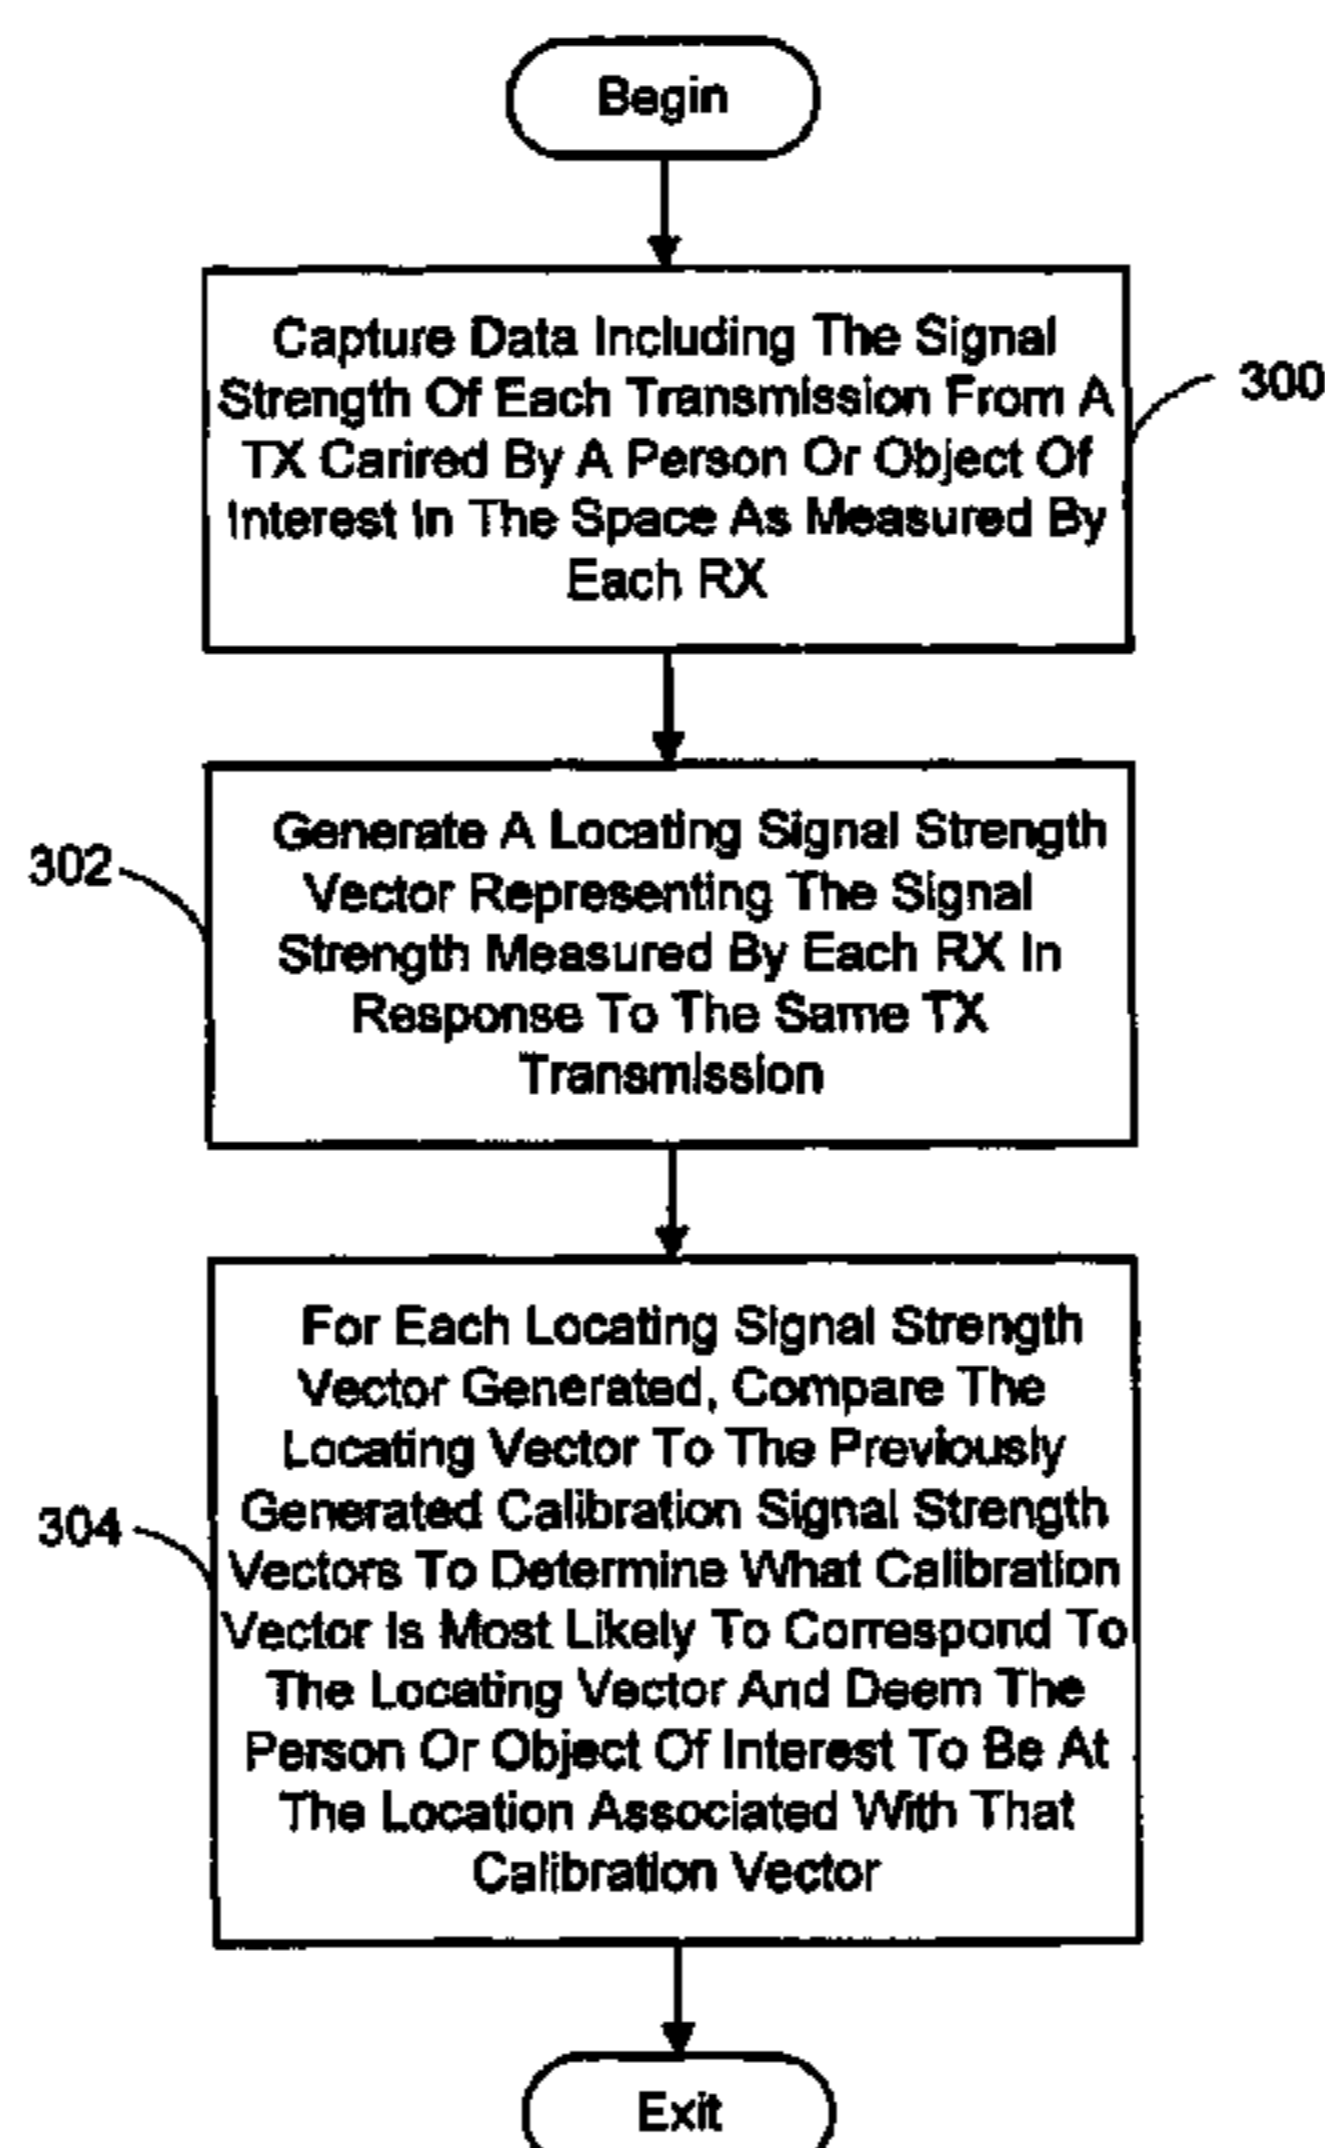 Begin
Capture Data Including The Signal
Strength Of Each Transmission From A
TX Carired By A Person Or Object Of
Interest In The Space As Measured By
Each RX
300
Generate A Locating Signal Strength
Vector Representing The Signal
Strength Measured By Each RX In
Response To The Same TX
Transmission
302
For Each Locating Signal Strength
Vector Generated, Compare The
Locating Vector To The Previously
Generated Calibration Signal Strength
Vectors To Determine What Calibration
Vector Is Most Likely To Correspond To
The Locating Vector And Deem The
Person Or Object Of Interest To Be At
The Location Associated With That
Calibration Vector
304
Exit